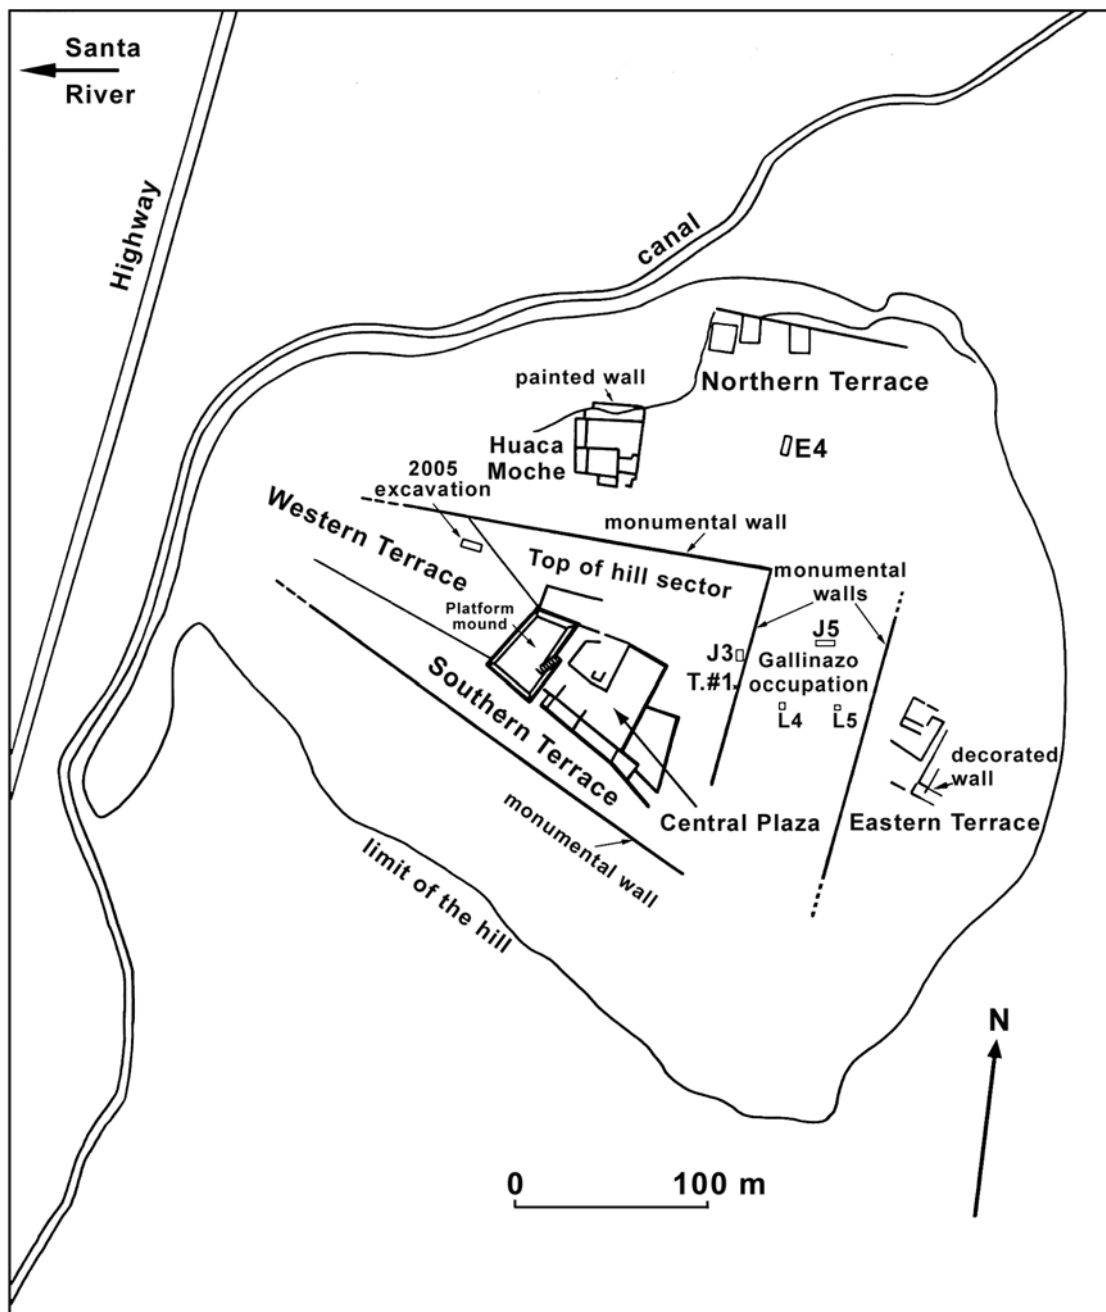 Santa
River
Highway
canal
painted wall
Northern Terrace
Huaca
Moche
E4
2005
excavation
Western Terrace
monumental wall
Top of hill sector
monumental
walls
Platform
mound
J5
J3
Gallinazo
occupation
T.#1
L4
L5
Southern Terrace
decorated
wall
Central Plaza
Eastern Terrace
monumental wall
limit of the hill
N
0
100 m